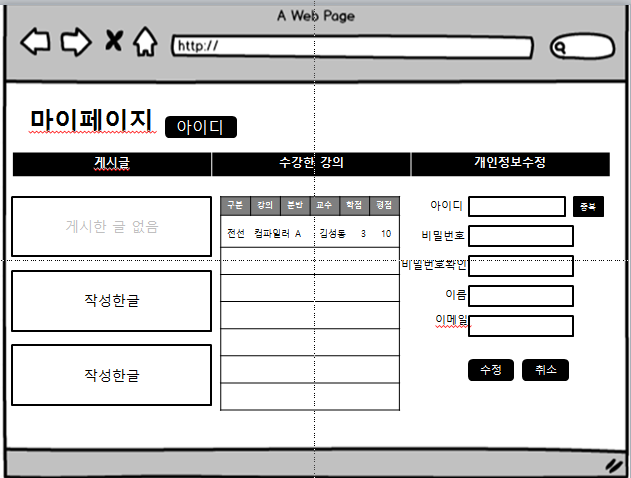 A Web Page
http://
마이페이지 아이디
게시글 수강한 강의 개인정보수정
게시한 글 없음
작성한글
작성한글
구분 강의 분반 교수 학점 평점
전선 컴파일러 A 김성동 3 10
아이디 중복
비밀번호
비밀번호확인
이름
이메일
수정 취소